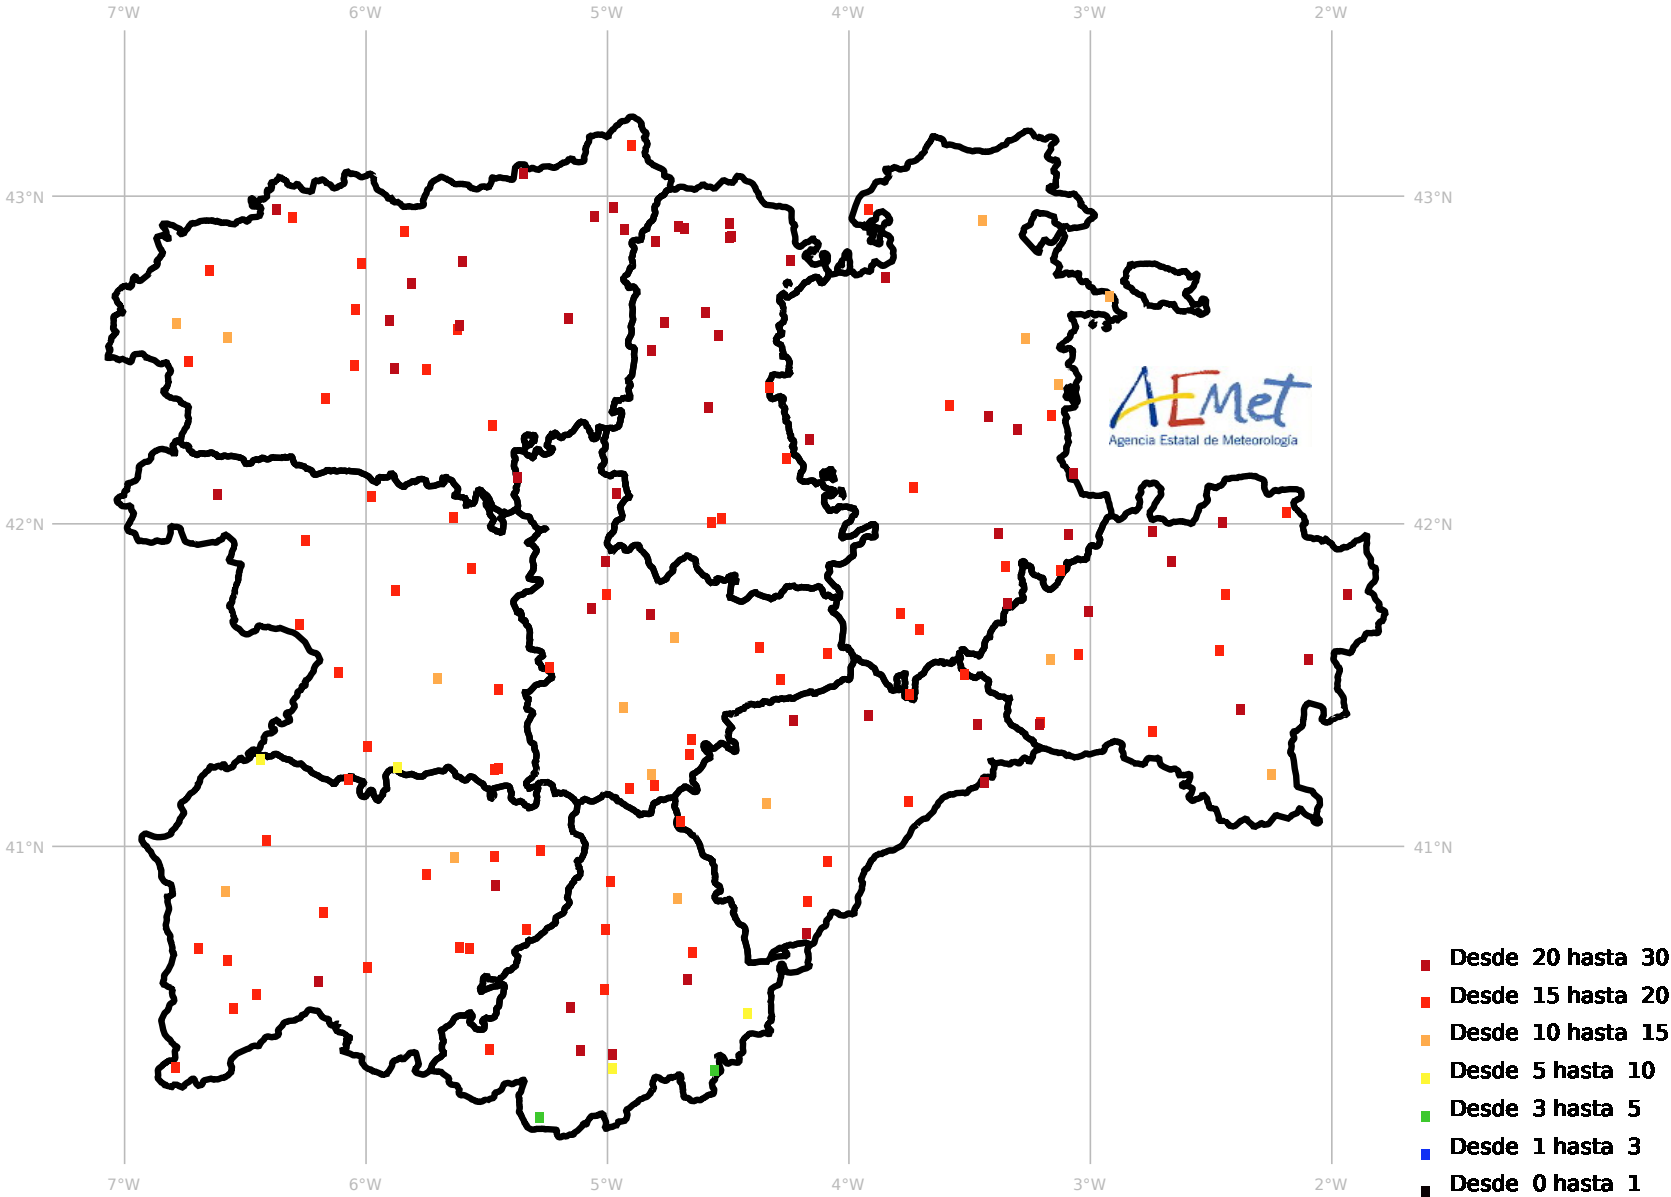 7°W 6°W 5°W 4°W 3°W 2°W
43°N 43°N
AEMet
Agencia Estatal de Meteorología
42°N 42°N
41°N 41°N
Desde 20 hasta 30
Desde 15 hasta 20
Desde 10 hasta 15
Desde 5 hasta 10
Desde 3 hasta 5
Desde 1 hasta 3
Desde 0 hasta 1
7°W 6°W 5°W 4°W 3°W 2°W